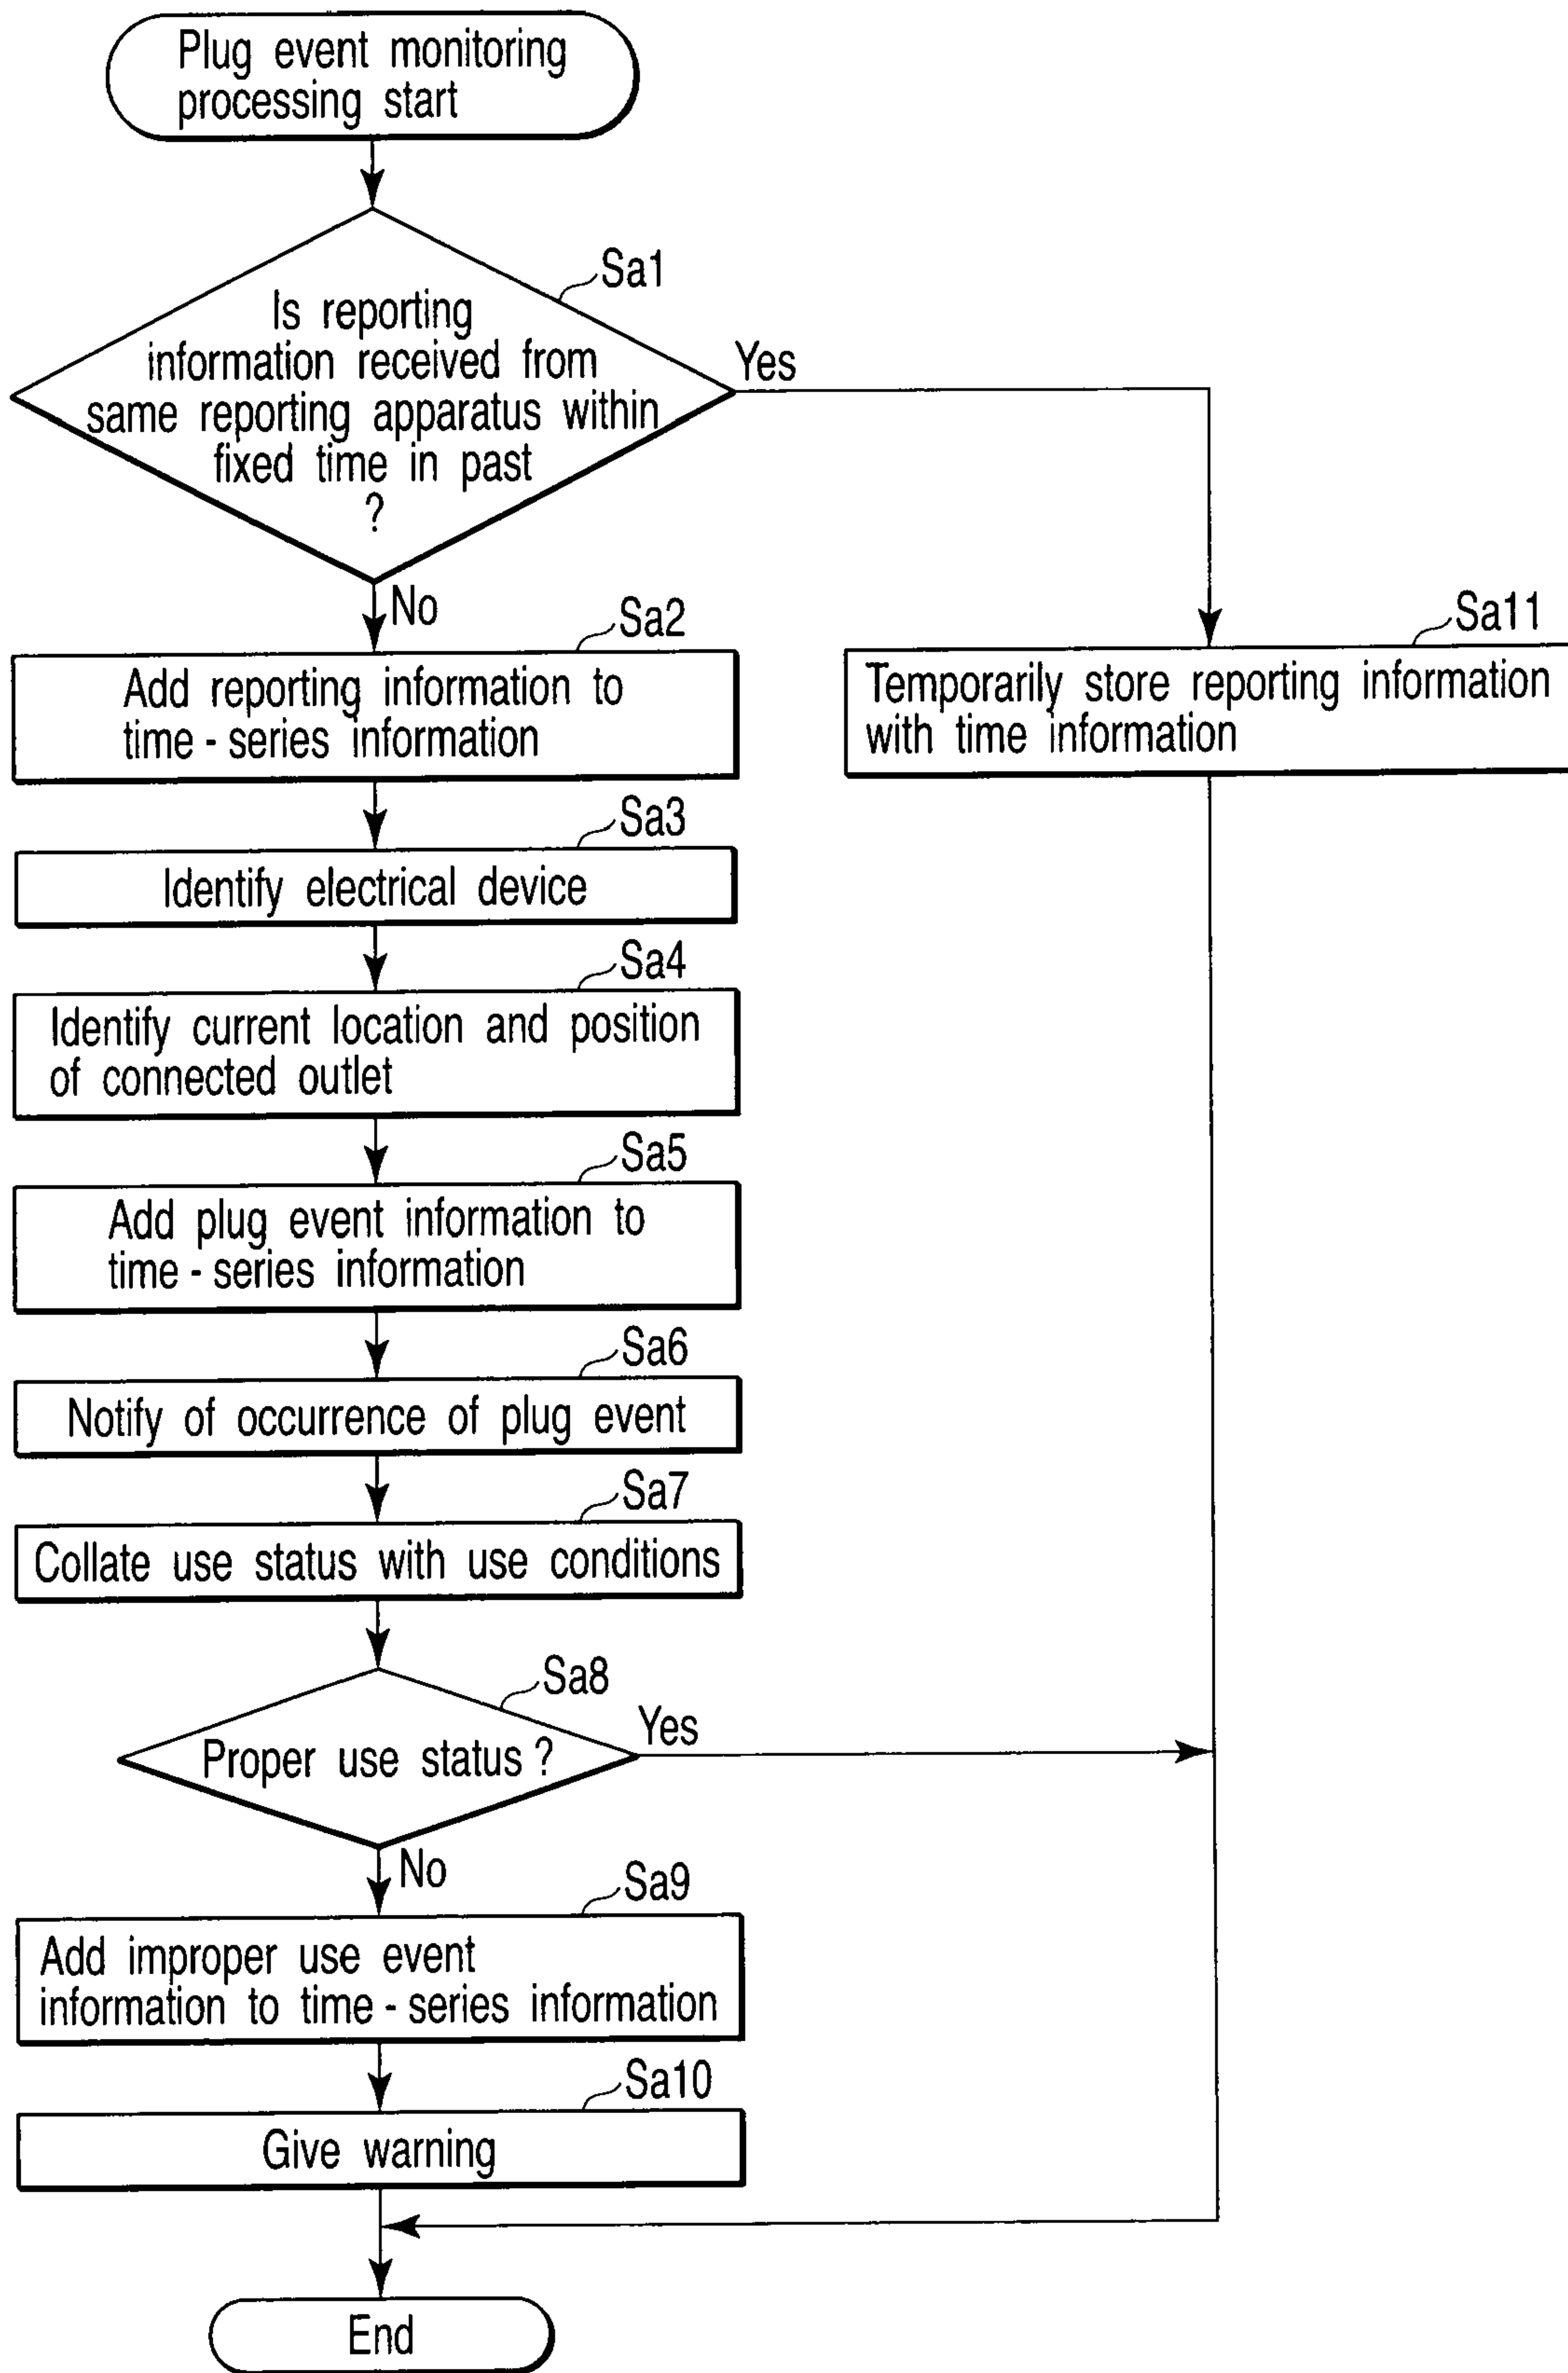 Plug event monitoring
processing start
Sa1
Is reporting
information received from
same reporting apparatus within
fixed time in past
?
Yes
No
Sa2
Add reporting information to
time - series information
Sa11
Temporarily store reporting information
with time information
Sa3
Identify electrical device
Sa4
Identify current location and position
of connected outlet
Sa5
Add plug event information to
time - series information
Sa6
Notify of occurrence of plug event
Sa7
Collate use status with use conditions
Sa8
Proper use status ?
Yes
No
Sa9
Add improper use event
information to time - series information
Sa10
Give warning
End